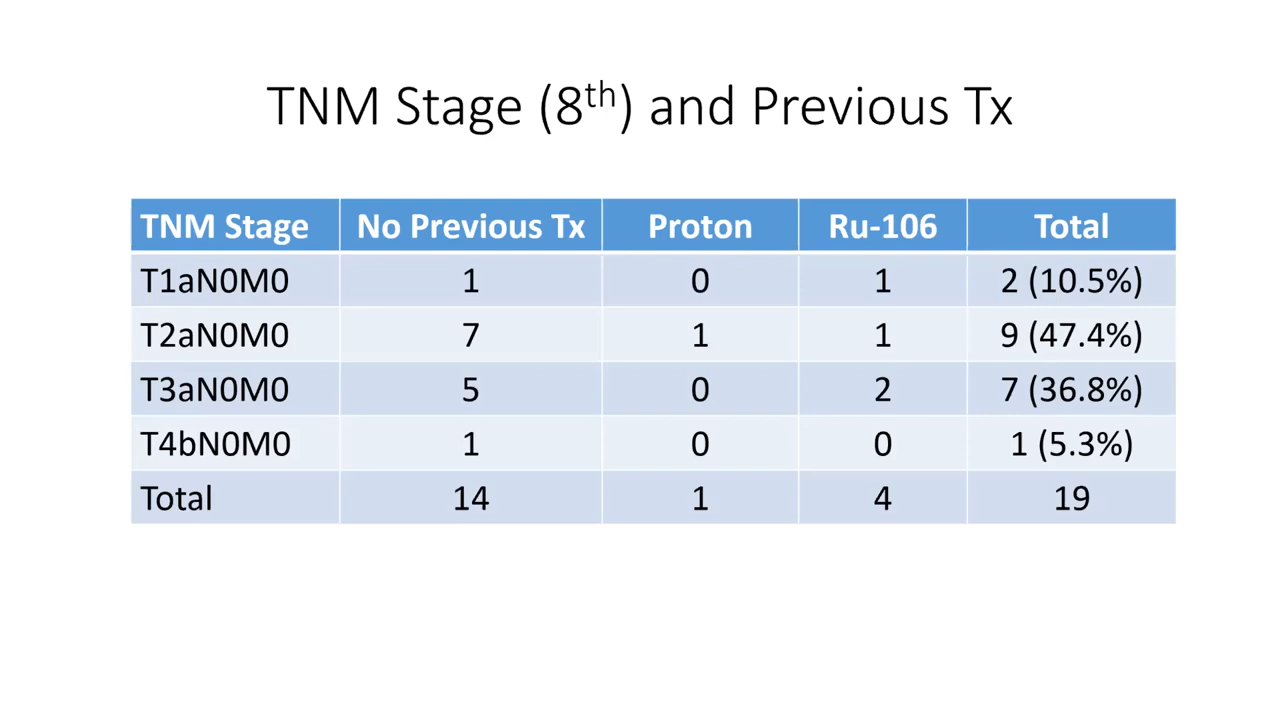 TNM Stage (8th) and Previous Tx
TNM Stage No Previous Tx Proton Ru-106 Total
T1aN0M0 1 0 1 2 (10.5%)
T2aN0M0 7 1 1 9 (47.4%)
T3aN0M0 5 0 2 7 (36.8%)
T4bN0M0 1 0 0 1 (5.3%)
Total 14 1 4 19